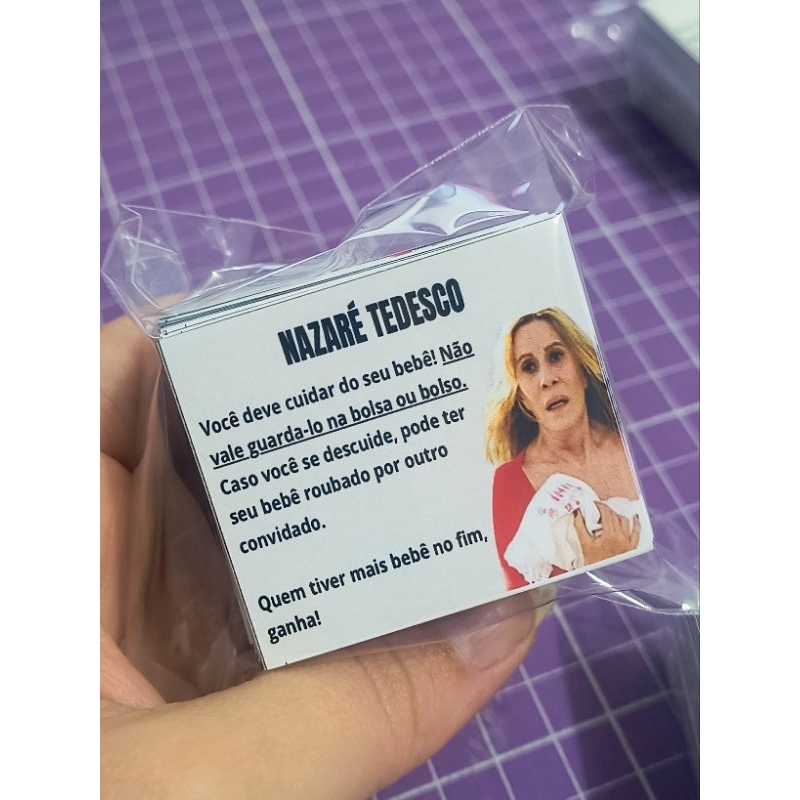 NAZARÉ TEDESCO
Você deve cuidar do seu bebê! Não
vale guarda-lo na bolsa ou bolso.
Caso você se descuide, pode ter
seu bebê roubado por outro
convidado.
Quem tiver mais bebê no fim,
ganha!